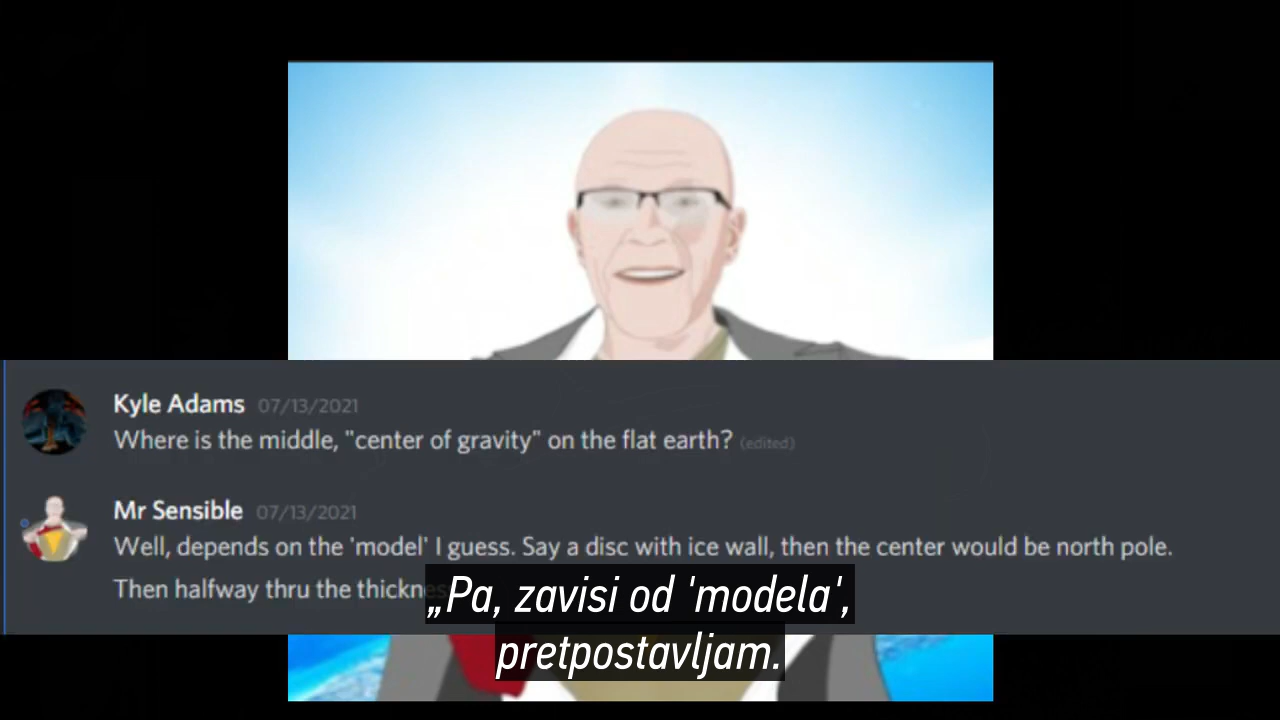 Kyle Adams 07/13/2021
Where is the middle, "center of gravity" on the flat earth? (edited)
Mr Sensible 07/13/2021
Well, depends on the 'model' I guess. Say a disc with ice wall, then the center would be north pole.
Then halfway thru the
„Pa, zavisi od 'modela',
pretpostavljam.